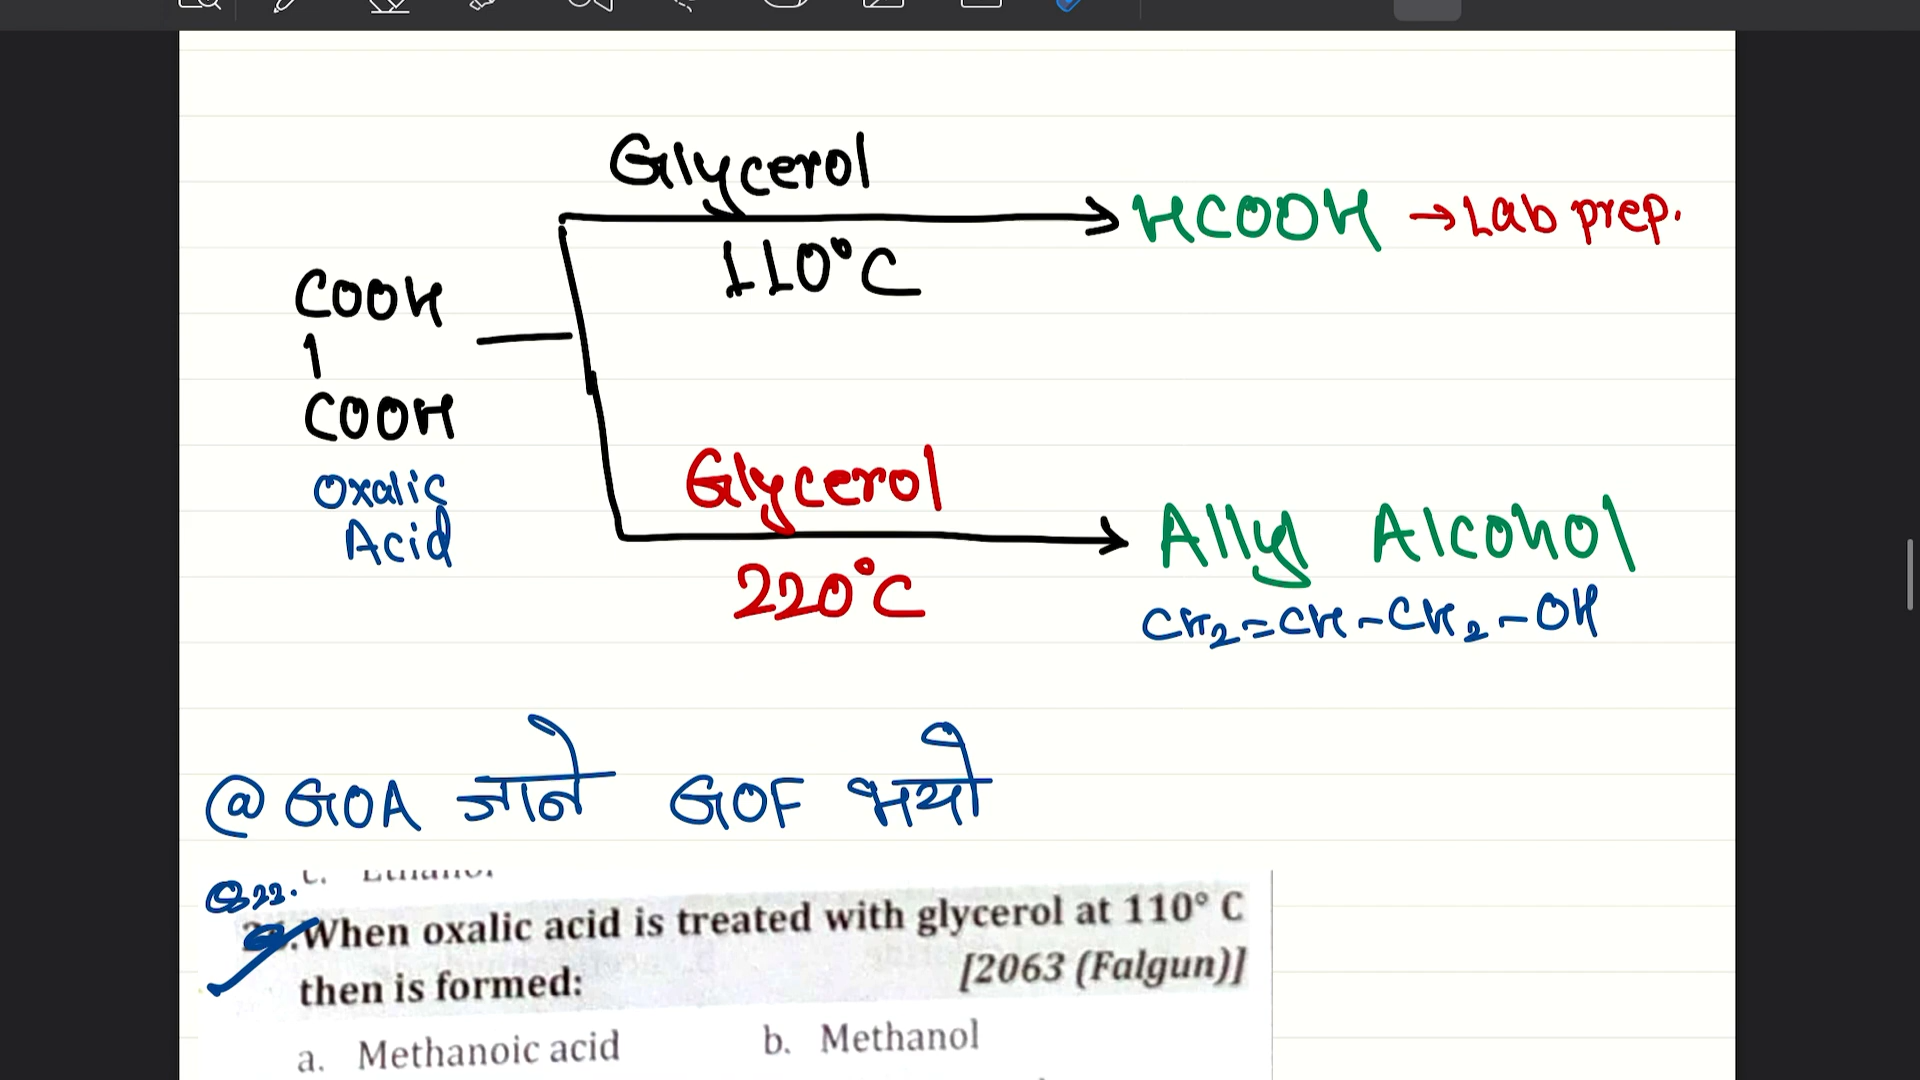 Glycerol
110°C
HCOOH → Lab prep.
COOH
|
COOH
Oxalic
Acid
Glycerol
220°C
Allyl Alcohol
CH₂=CH-CH₂-OH
@ GOA जाने GOF भयो
Q22.
When oxalic acid is treated with glycerol at 110° C
then is formed: [2063 (Falgun)]
a. Methanoic acid b. Methanol